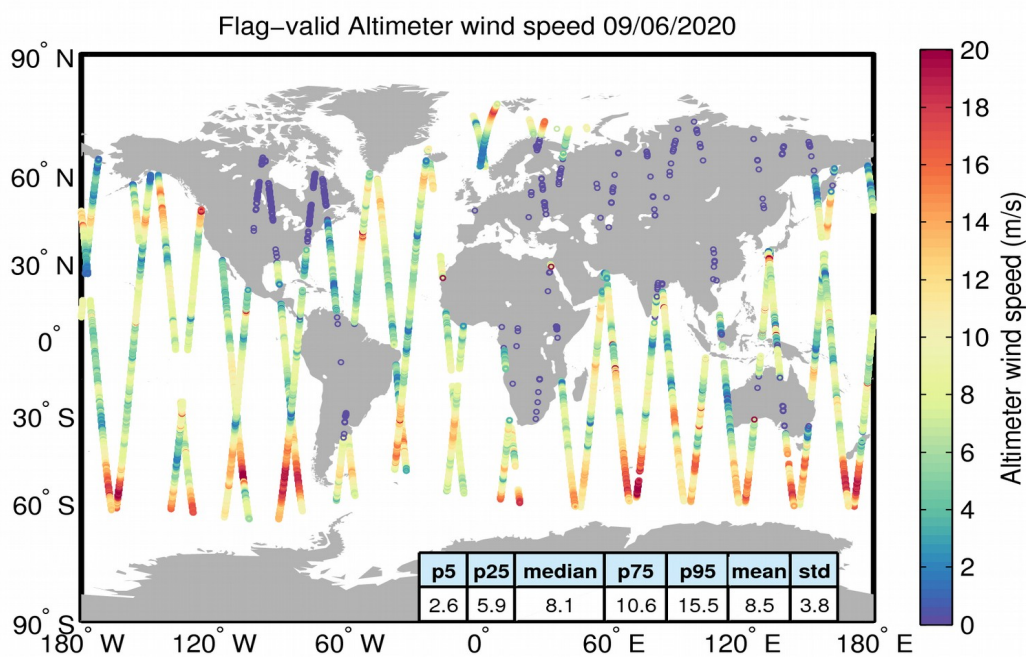 Flag-valid Altimeter wind speed 09/06/2020
90° N
60° N
30° N
0°
30° S
60° S
90° S
180° W
120° W
60° W
0°
60° E
120° E
180° E
p5 p25 median p75 p95 mean std
2.6 5.9 8.1 10.6 15.5 8.5 3.8
20
18
16
14
12
10
8
6
4
2
0
Altimeter wind speed (m/s)